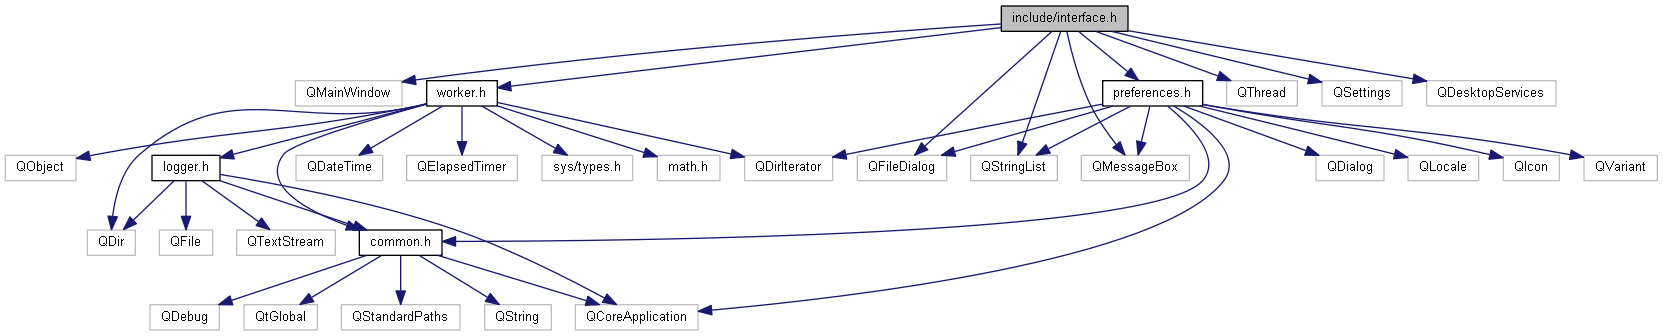 include/interface.h
QMainWindow
worker.h
preferences.h
QThread
QSettings
QDesktopServices
QObject
logger.h
QDateTime
QElapsedTimer
sys/types.h
math.h
QDirIterator
QFileDialog
QStringList
QMessageBox
QDialog
QLocale
QIcon
QVariant
QDir
QFile
QTextStream
common.h
QDebug
QtGlobal
QStandardPaths
QString
QCoreApplication